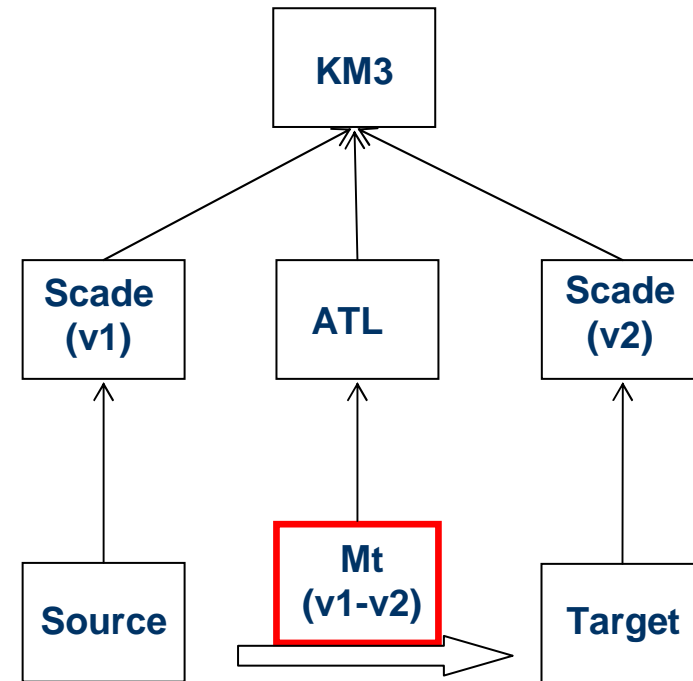 KM3
Scade
(v1)
ATL
Scade
(v2)
Source
Mt
(v1-v2)
Target